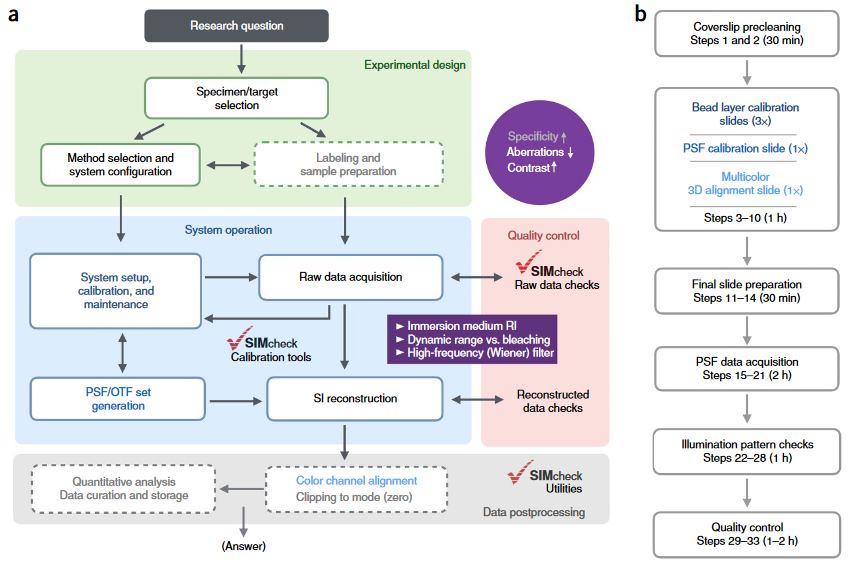 a
Research question
Experimental design
Specimen/target
selection
Method selection and
system configuration
Labeling and
sample preparation
Specificity ↑
Aberrations ↓
Contrast ↑
System operation
Quality control
System setup,
calibration, and
maintenance
Raw data acquisition
SIMcheck
Raw data checks
SIMcheck
Calibration tools
► Immersion medium RI
► Dynamic range vs. bleaching
► High-frequency (Wiener) filter
PSF/OTF set
generation
SI reconstruction
Reconstructed
data checks
Quantitative analysis
Data curation and storage
Color channel alignment
Clipping to mode (zero)
SIMcheck
Utilities
Data postprocessing
(Answer)
b
Coverslip precleaning
Steps 1 and 2 (30 min)
Bead layer calibration
slides (3×)
PSF calibration slide (1×)
Multicolor
3D alignment slide (1×)
Steps 3–10 (1 h)
Final slide preparation
Steps 11–14 (30 min)
PSF data acquisition
Steps 15–21 (2 h)
Illumination pattern checks
Steps 22–28 (1 h)
Quality control
Steps 29–33 (1–2 h)